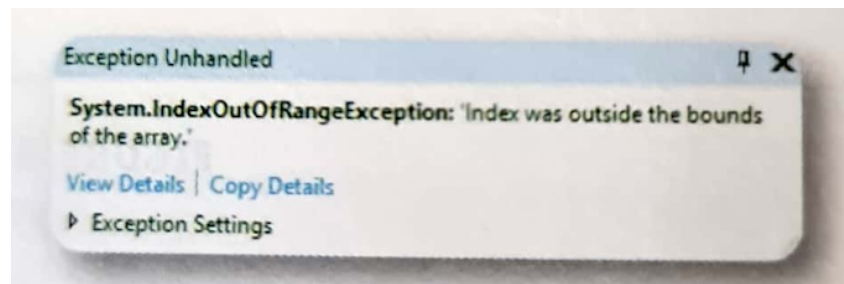 Exception Unhandled
System.IndexOutOfRangeException: 'Index was outside the bounds
of the array.'
View Details | Copy Details
Exception Settings